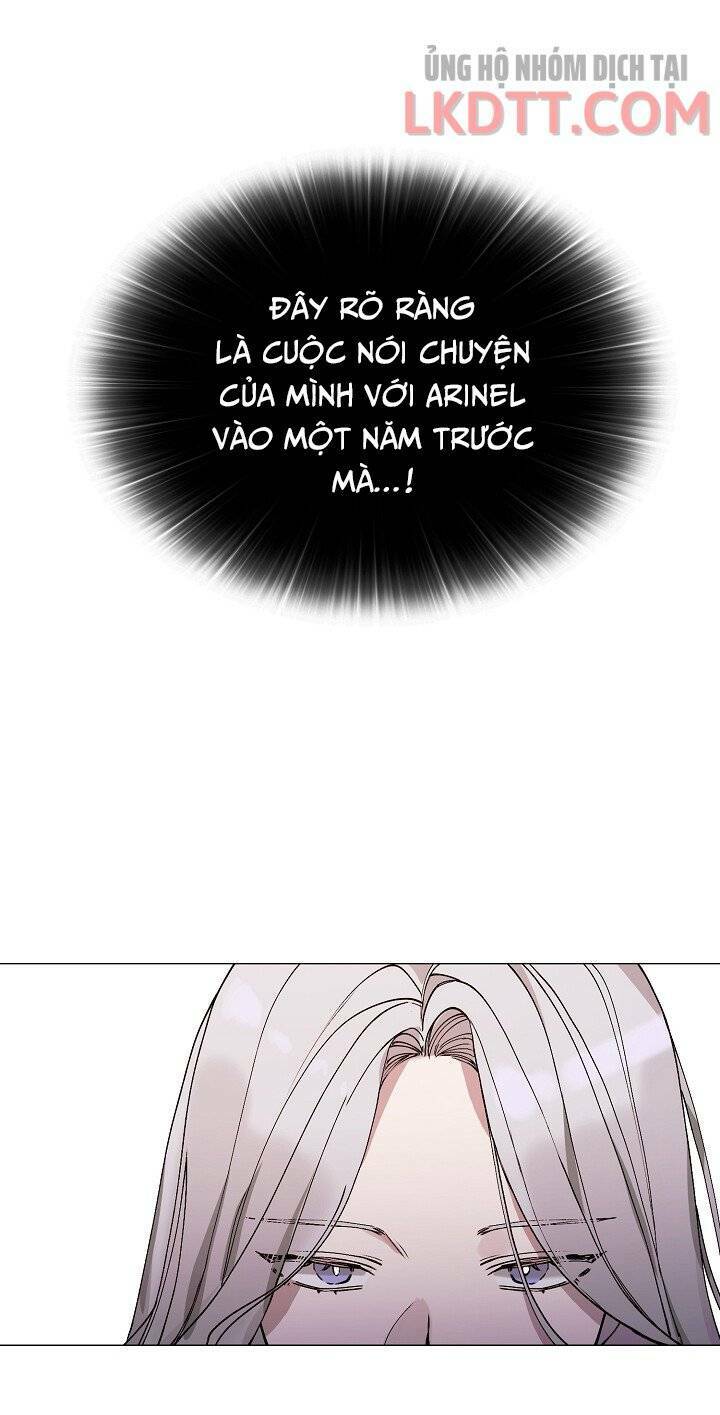 ỦNG HỘ NHÓM DỊCH TẠI
LKDTT.COM
ĐÂY RÕ RÀNG
LÀ CUỘC NÓI CHUYỆN
CỦA MÌNH VỚI ARINEL
VÀO MỘT NĂM TRƯỚC
MÀ...!